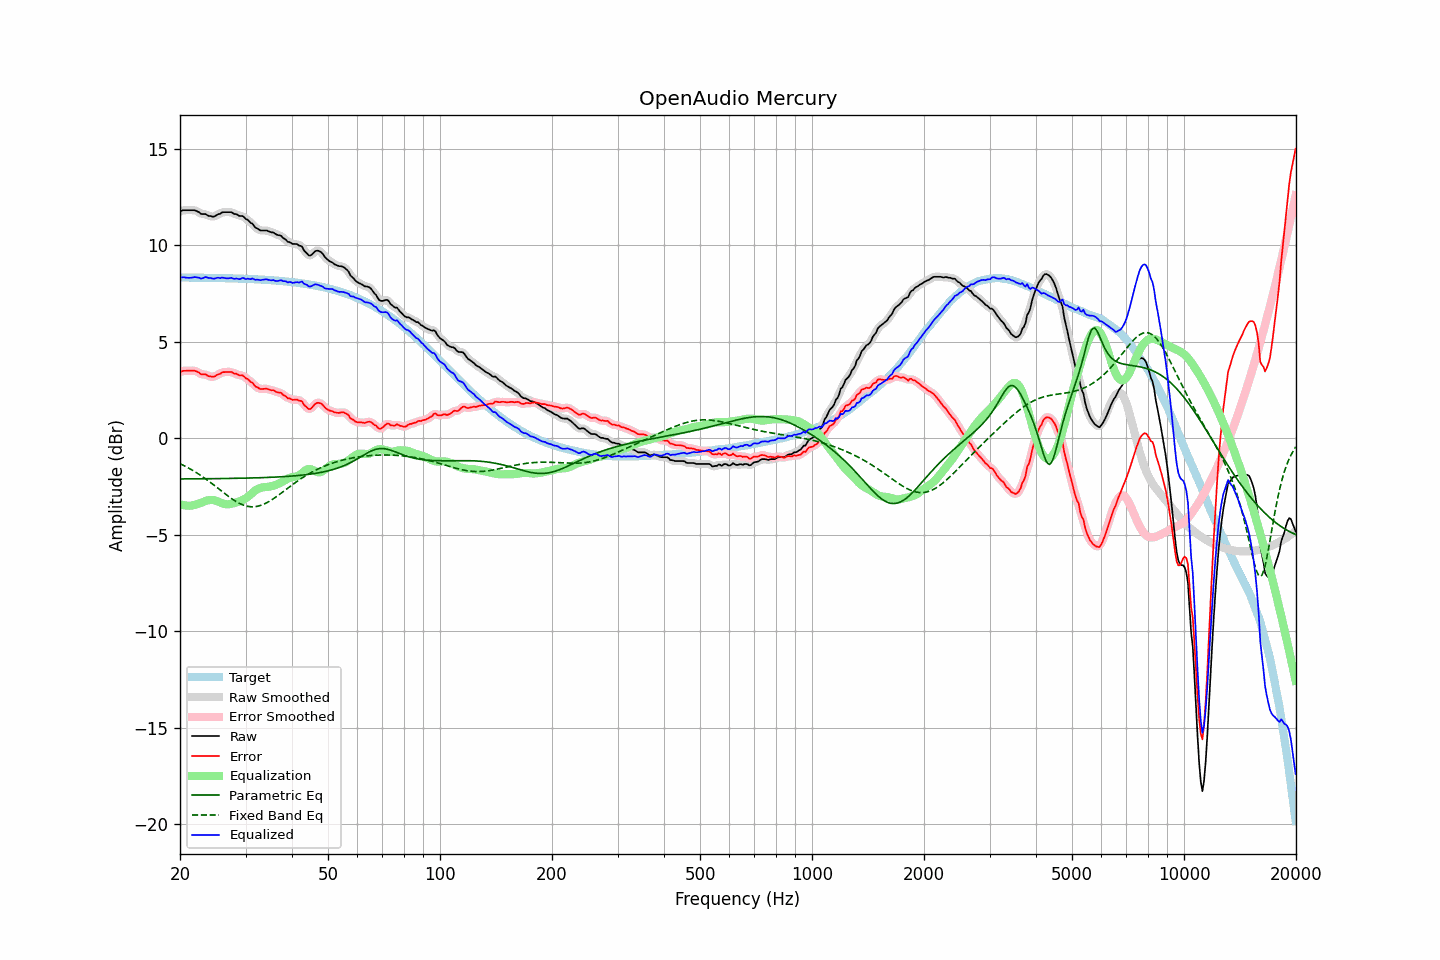 OpenAudio Mercury
Amplitude (dBr)
15
10
5
0
−5
−10
−15
−20
Target
Raw Smoothed
Error Smoothed
Raw
Error
Equalization
Parametric Eq
Fixed Band Eq
Equalized
20 50 100 200 500 1000 2000 5000 10000 20000
Frequency (Hz)